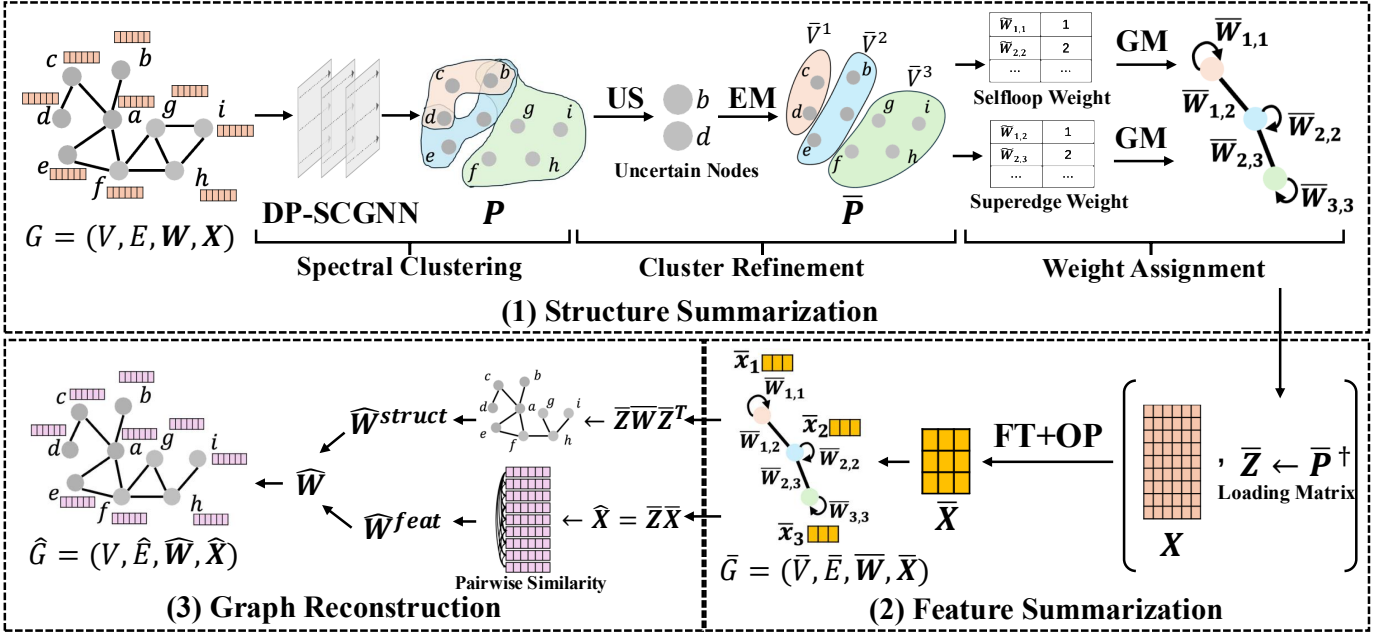 c
b
d
a
g
i
e
f
h
G = (V, E, W, X)
DP-SCGNN
c
b
d
g
i
e
f
h
P
US
b
d
Uncertain Nodes
EM
V̄¹
V̄²
V̄³
c
b
d
g
i
e
f
h
P̄
W̃₁,₁ 1
W̃₂,₂ 2
... ...
Selfloop Weight
W̃₁,₂ 1
W̃₂,₃ 2
... ...
Superedge Weight
GM
GM
W̄₁,₁
W̄₁,₂
W̄₂,₂
W̄₂,₃
W̄₃,₃
Spectral Clustering
Cluster Refinement
Weight Assignment
(1) Structure Summarization
c
b
d
a
g
i
e
f
h
Ĝ = (V, Ê, Ŵ, X̂)
Ŵ
Ŵ^struct
Ŵ^feat
c
b
d
a
g
i
e
f
h
← Z̄W̄Z̄ᵀ
← X̂ = Z̄X̄
Pairwise Similarity
(3) Graph Reconstruction
x̄₁
W̄₁,₁
x̄₂
W̄₁,₂
W̄₂,₂
W̄₂,₃
W̄₃,₃
x̄₃
Ḡ = (V̄, Ē, W̄, X̄)
X̄
FT+OP
X
, Z̄ ← P̄†
Loading Matrix
(2) Feature Summarization